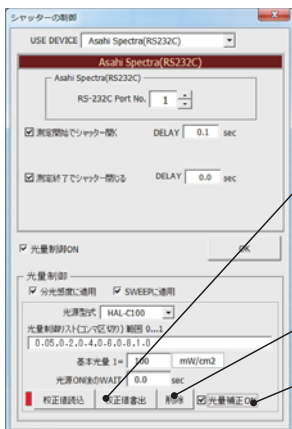 シャッターの制御
USE DEVICE Asahi Spectra(RS232C)
Asahi Spectra(RS232C)
Asahi Spectra(RS232C)
RS-232C Port No. 1
測定開始でシャッター開く DELAY 0.1 sec
測定終了でシャッター閉じる DELAY 0.0 sec
光量制御ON OK
光量制御
分光感度に適用 SWEEPに適用
光源型式 HAL-C100
光量制御リスト(コンマ区切り) 範囲 0...1
0.05,0.2,0.4,0.6,0.8,1.0
基本光量 1= 100 mW/cm2
光源ON後のWAIT 0.0 sec
校正値読込 校正値書出 削除 光量補正ON